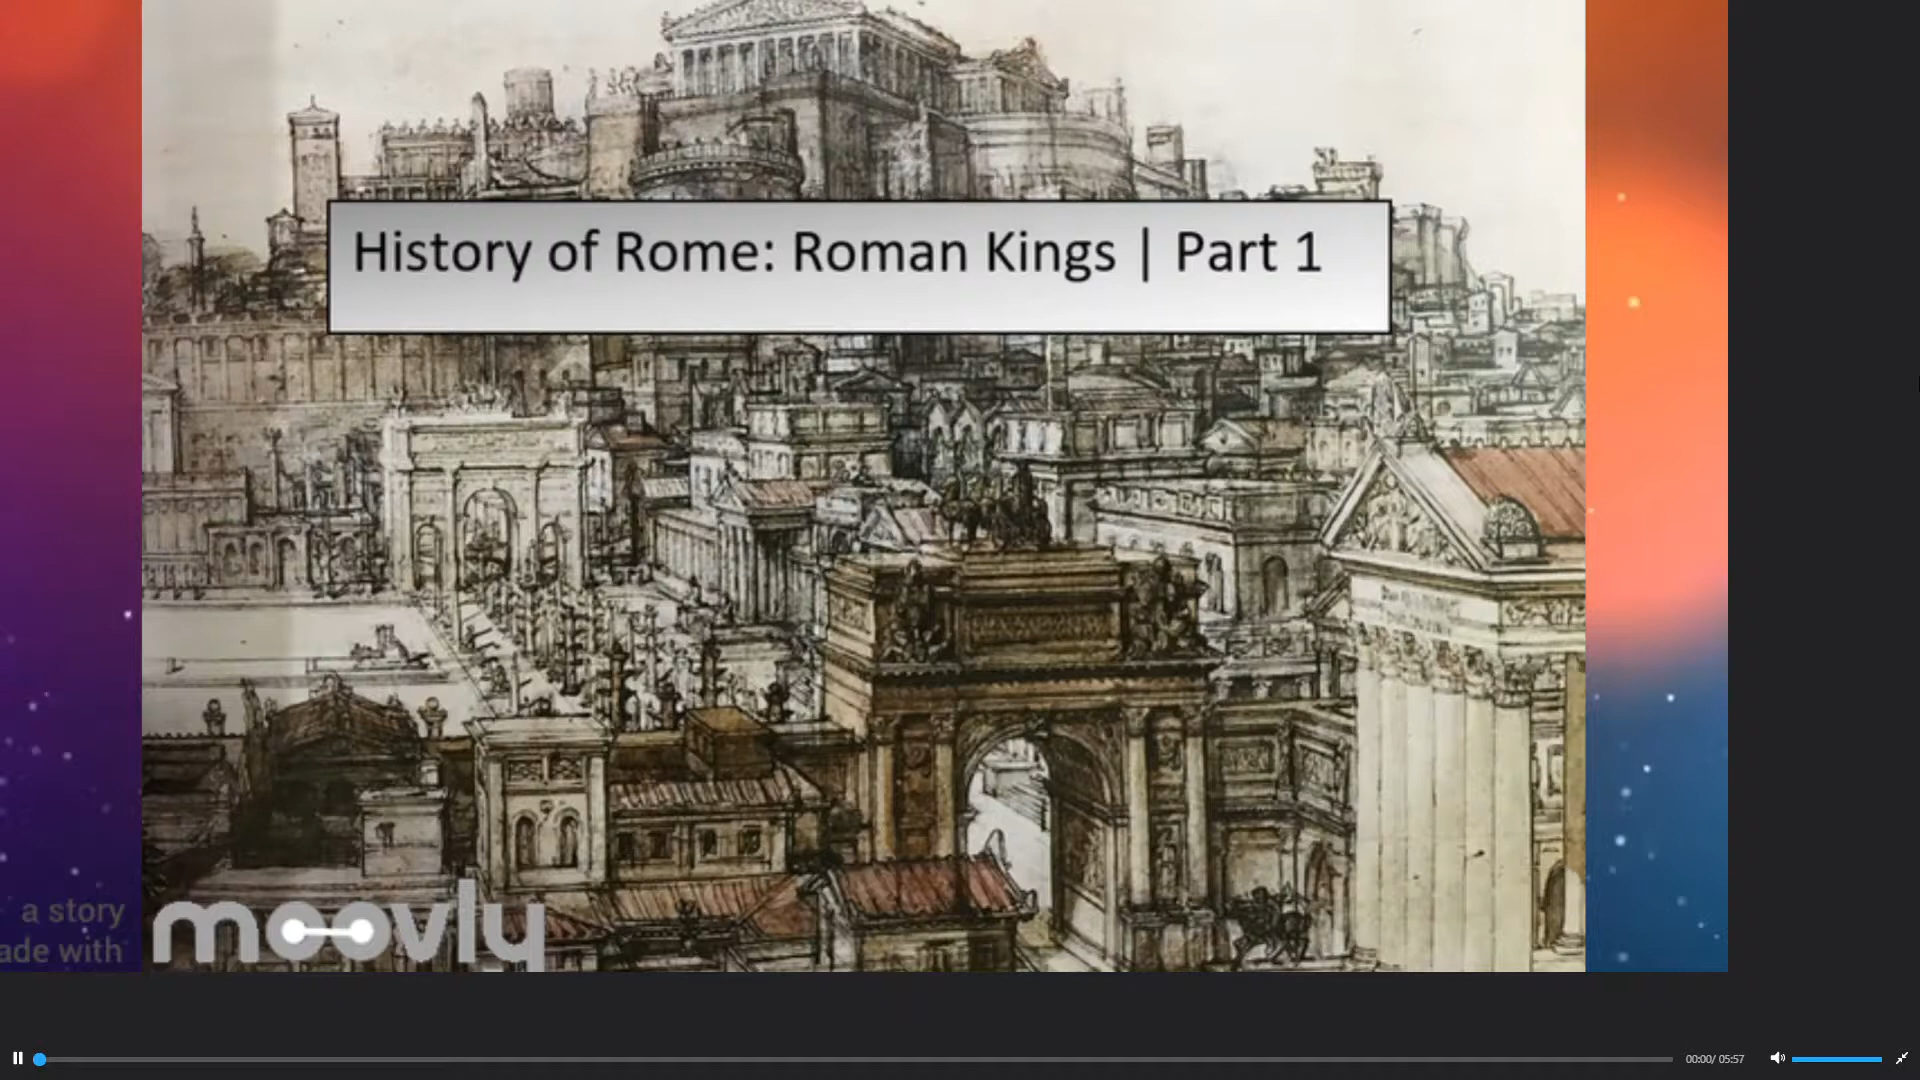 History of Rome: Roman Kings | Part 1
a story
ade with
moovly
00:00/ 05:57